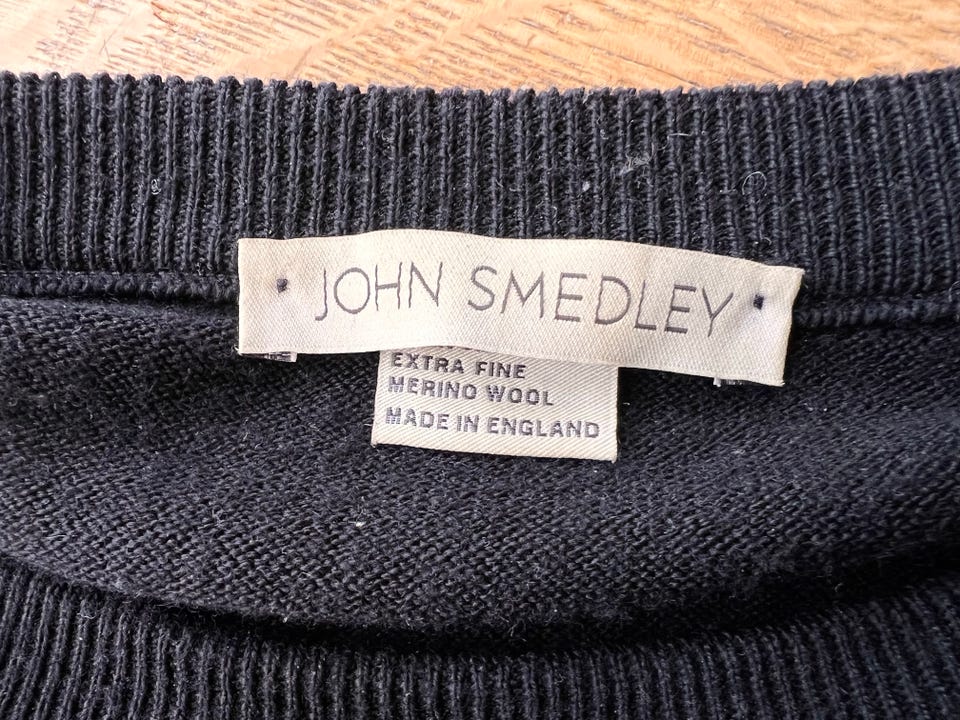 JOHN SMEDLEY
EXTRA FINE
MERINO WOOL
MADE IN ENGLAND